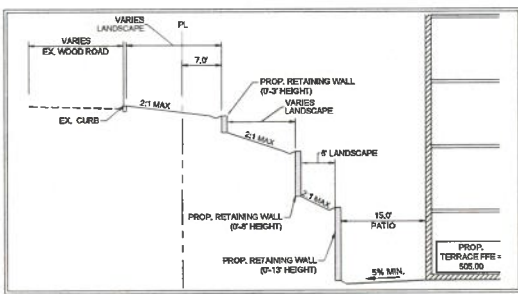 VARIES
LANDSCAPE
PL
VARIES
EX. WOOD ROAD
7.0'
PROP. RETAINING WALL
(0'-3' HEIGHT)
2:1 MAX
VARIES
LANDSCAPE
EX. CURB
2:1 MAX
6' LANDSCAPE
2:1 MAX
PROP. RETAINING WALL
(0'-8' HEIGHT)
15.0'
PATIO
PROP. RETAINING WALL
(0'-13' HEIGHT)
5% MIN.
PROP.
TERRACE FFE =
505.00